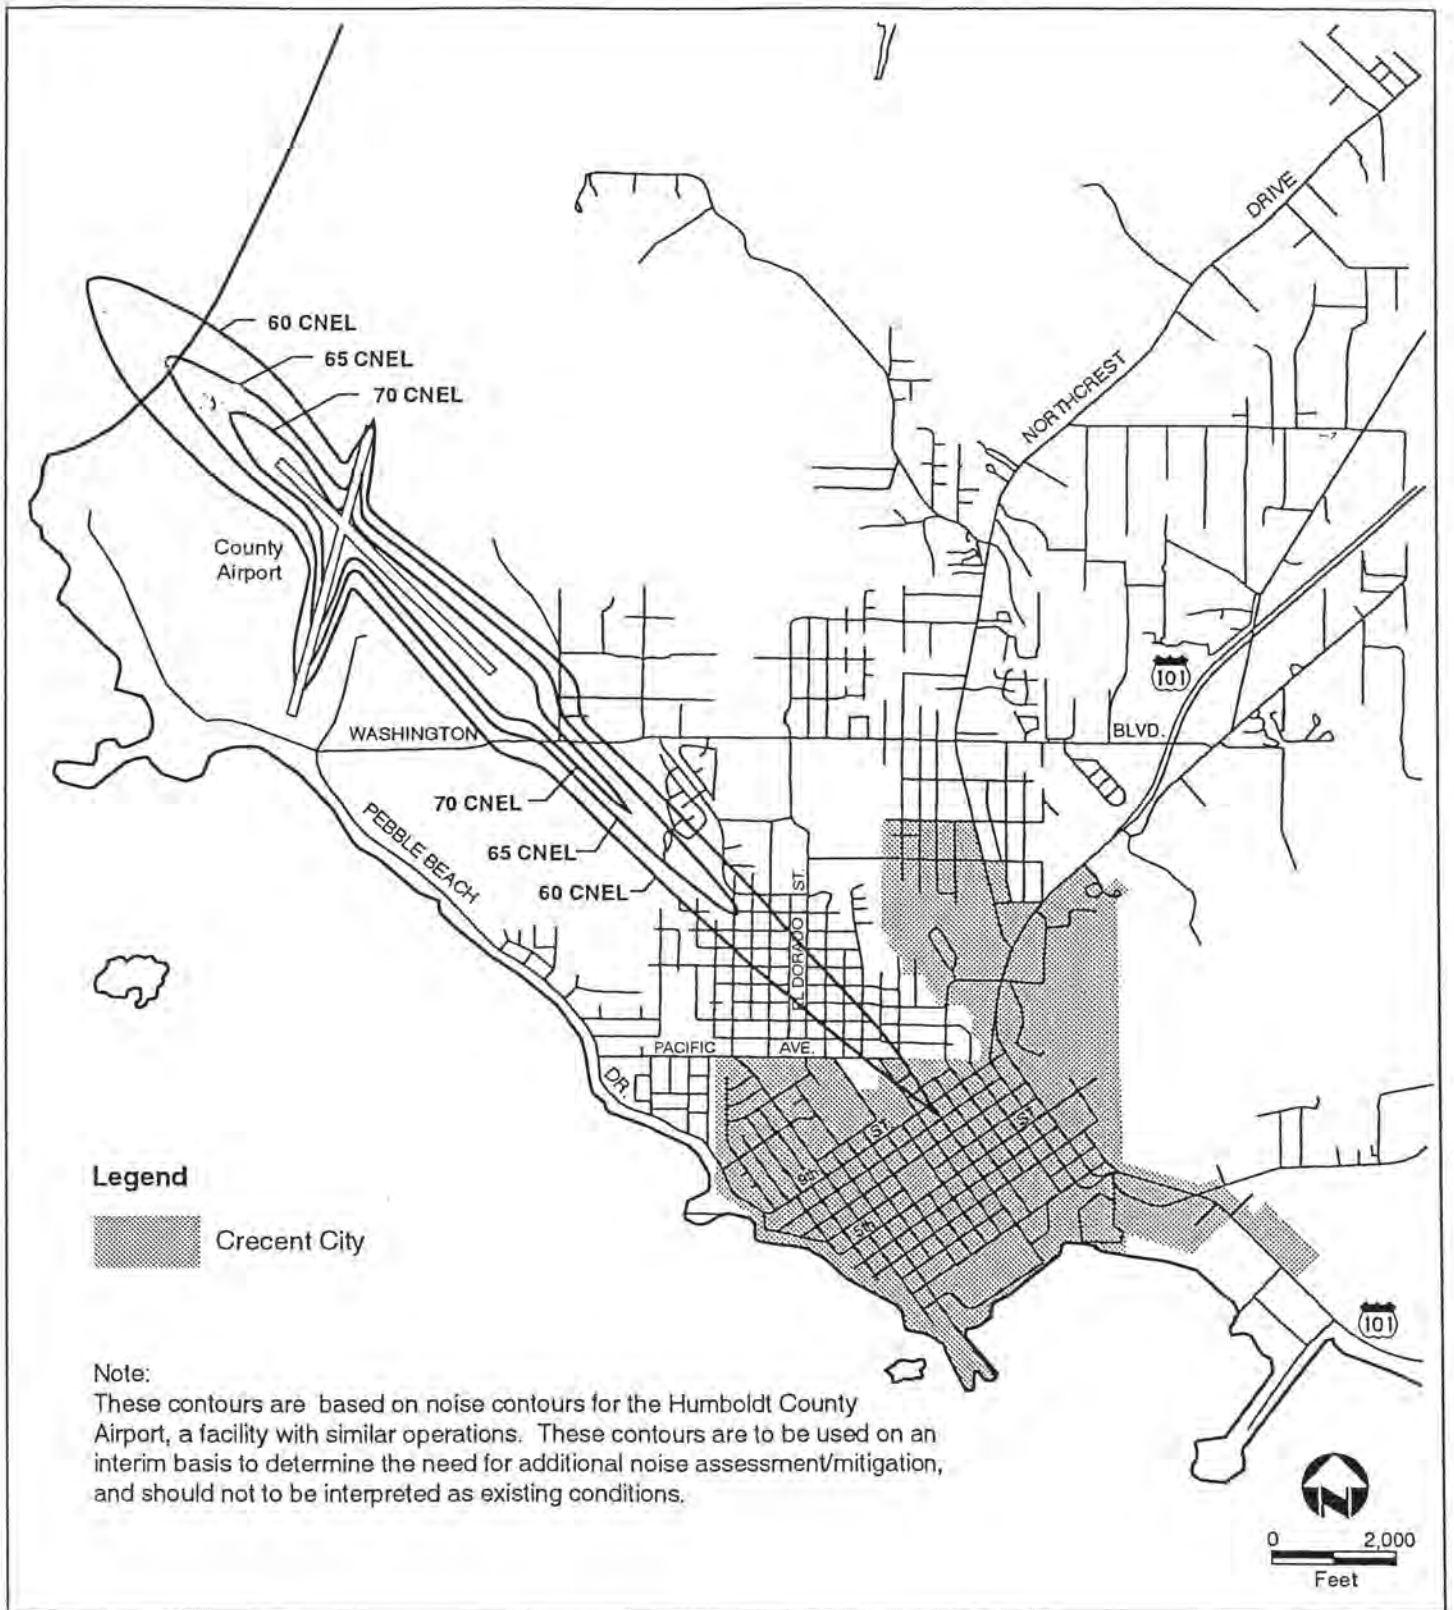 DRIVE
60 CNEL
65 CNEL
70 CNEL
NORTHCREST
County
Airport
101
WASHINGTON
BLVD.
70 CNEL
PEBBLE BEACH
65 CNEL
60 CNEL
EL DORADO ST.
PACIFIC AVE.
DR.
9th ST.
5th ST.
Legend
Crecent City
101
Note:
These contours are based on noise contours for the Humboldt County
Airport, a facility with similar operations. These contours are to be used on an
interim basis to determine the need for additional noise assessment/mitigation,
and should not to be interpreted as existing conditions.
N
0 2,000
Feet